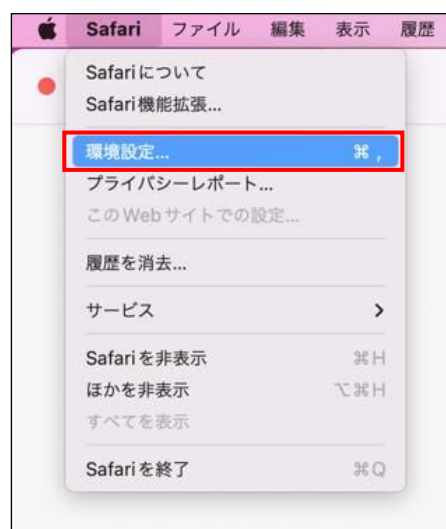 Safari ファイル 編集 表示 履歴
Safariについて
Safari機能拡張...
環境設定... ⌘ ,
プライバシーレポート...
このWebサイトでの設定...
履歴を消去...
サービス >
Safariを非表示 ⌘H
ほかを非表示 ⌥⌘H
すべてを表示
Safariを終了 ⌘Q